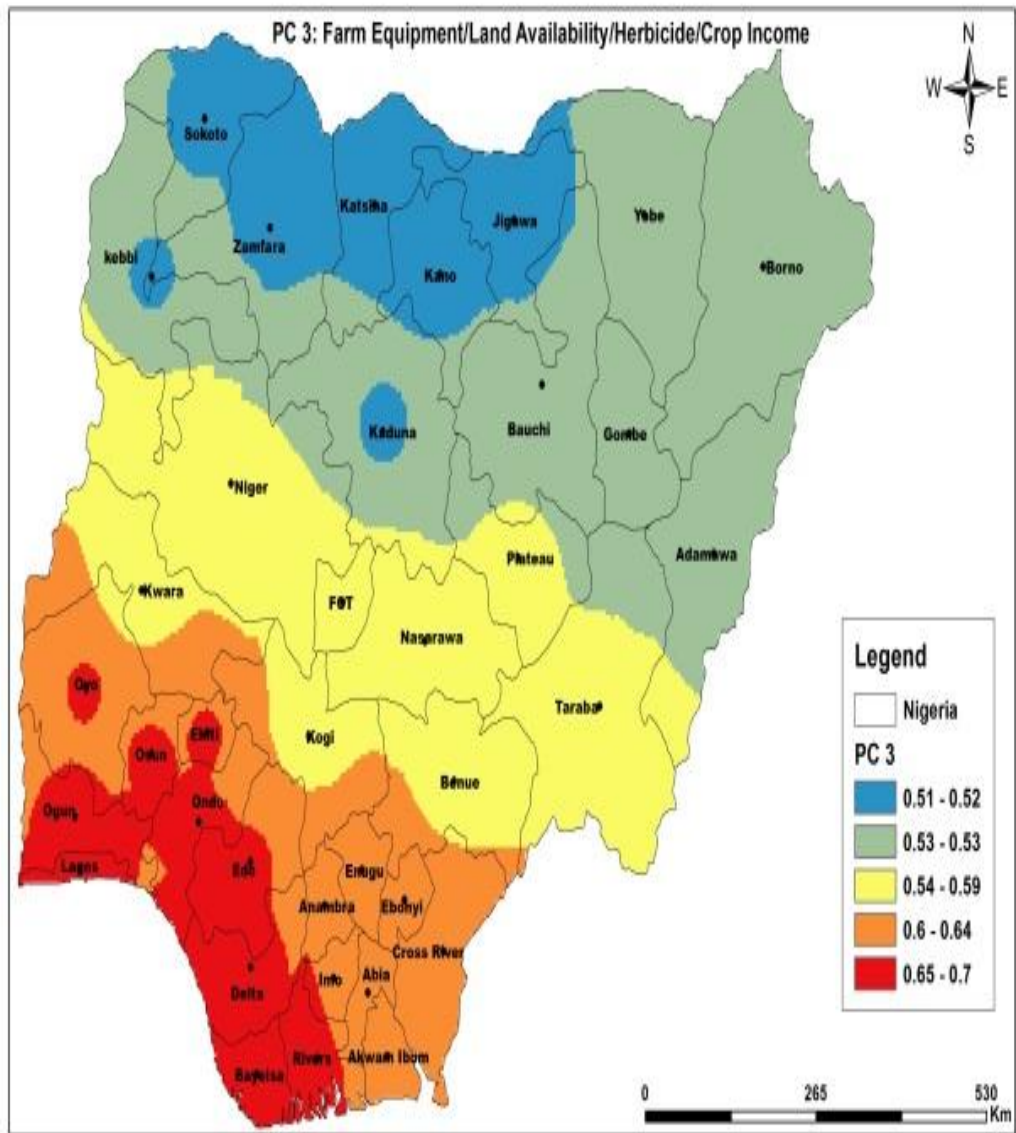 PC 3: Farm Equipment/Land Availability/Herbicide/Crop Income
N
W E
S
Sokoto
Katsina
Jigawa
Yobe
Zamfara
kebbi
Kano
Borno
Kaduna
Bauchi
Gombe
Niger
Plateau
Adamawa
Kwara
FCT
Nasarawa
Oyo
Taraba
Kogi
Osun
Ekiti
Benue
Ogun
Ondo
Lagos
Edo
Enugu
Anambra
Ebonyi
Cross River
Imo
Abia
Delta
Rivers
Akwam Ibom
Bayelsa
Legend
Nigeria
PC 3
0.51 - 0.52
0.53 - 0.53
0.54 - 0.59
0.6 - 0.64
0.65 - 0.7
0 265 530
Km